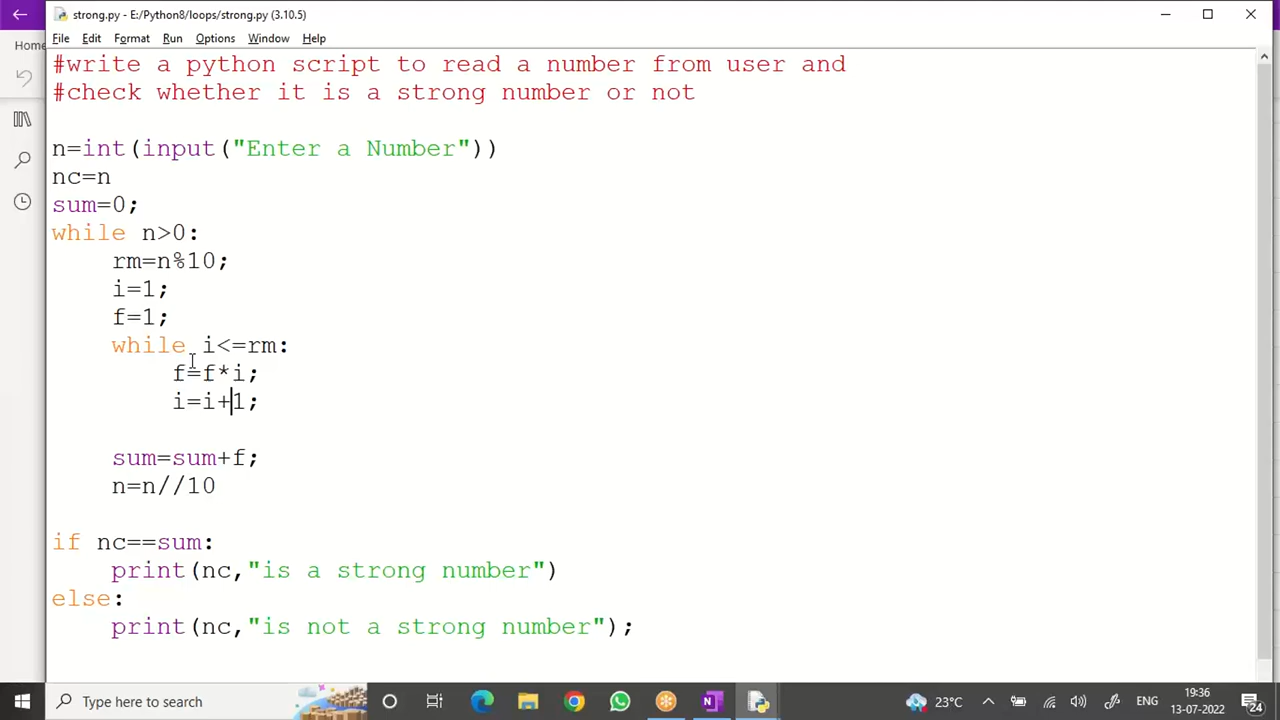 strong.py - E:/Python8/loops/strong.py (3.10.5)
Home
File Edit Format Run Options Window Help
#write a python script to read a number from user and
#check whether it is a strong number or not
n=int(input("Enter a Number"))
nc=n
sum=0;
while n>0:
    rm=n%10;
    i=1;
    f=1;
    while i<=rm:
        f=f*i;
        i=i+1;
    sum=sum+f;
    n=n//10
if nc==sum:
    print(nc,"is a strong number")
else:
    print(nc,"is not a strong number");
Type here to search
23°C
ENG
19:36
13-07-2022
24